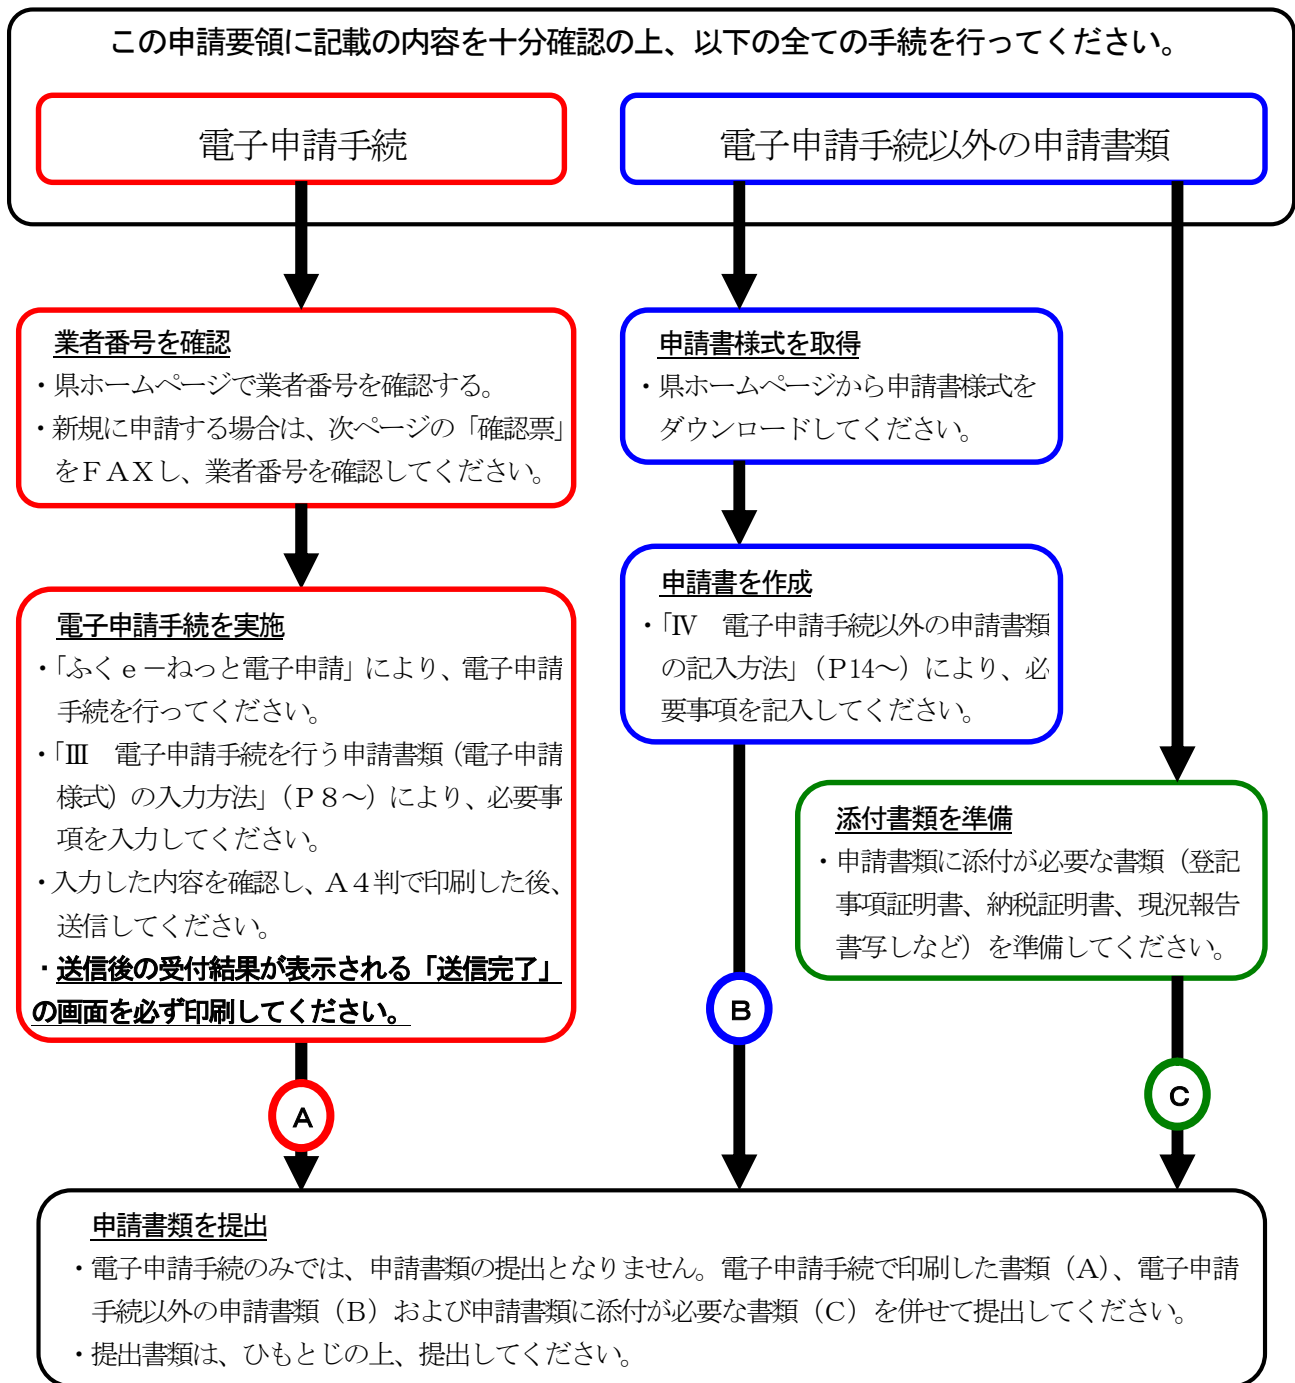 この申請要領に記載の内容を十分確認の上、以下の全ての手続を行ってください。
電子申請手続
電子申請手続以外の申請書類
業者番号を確認
・県ホームページで業者番号を確認する。
・新規に申請する場合は、次ページの「確認票」
をＦＡＸし、業者番号を確認してください。
電子申請手続を実施
・「ふくｅ－ねっと電子申請」により、電子申請
手続を行ってください。
・「Ⅲ　電子申請手続を行う申請書類（電子申請
様式）の入力方法」（Ｐ８～）により、必要事
項を入力してください。
・入力した内容を確認し、Ａ４判で印刷した後、
送信してください。
・送信後の受付結果が表示される「送信完了」
の画面を必ず印刷してください。
A
申請書様式を取得
・県ホームページから申請書様式を
ダウンロードしてください。
申請書を作成
・「Ⅳ　電子申請手続以外の申請書類
の記入方法」（Ｐ14～）により、必
要事項を記入してください。
B
添付書類を準備
・申請書類に添付が必要な書類（登記
事項証明書、納税証明書、現況報告
書写しなど）を準備してください。
C
申請書類を提出
・電子申請手続のみでは、申請書類の提出となりません。電子申請手続で印刷した書類（Ａ）、電子申請
手続以外の申請書類（Ｂ）および申請書類に添付が必要な書類（Ｃ）を併せて提出してください。
・提出書類は、ひもとじの上、提出してください。